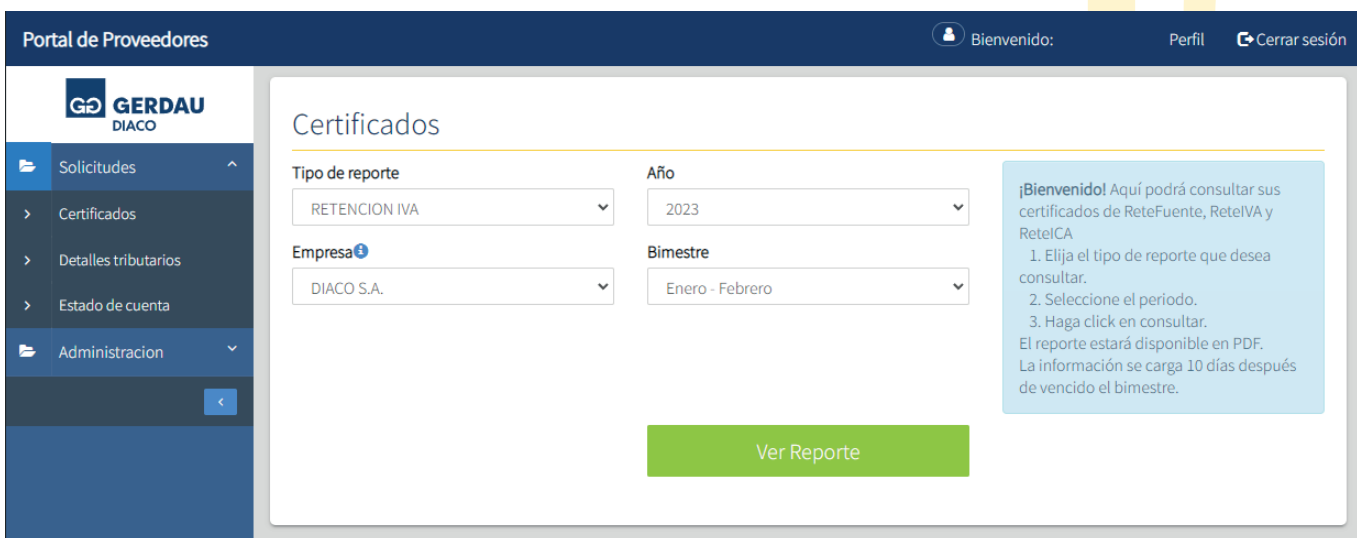 Portal de Proveedores
Bienvenido:
Perfil
Cerrar sesión
GG GERDAU
DIACO
Solicitudes
Certificados
Detalles tributarios
Estado de cuenta
Administracion
Certificados
Tipo de reporte
RETENCION IVA
Año
2023
Empresa
DIACO S.A.
Bimestre
Enero - Febrero
Ver Reporte
¡Bienvenido! Aquí podrá consultar sus
certificados de ReteFuente, ReteIVA y
ReteICA
1. Elija el tipo de reporte que desea
consultar.
2. Seleccione el periodo.
3. Haga click en consultar.
El reporte estará disponible en PDF.
La información se carga 10 días después
de vencido el bimestre.